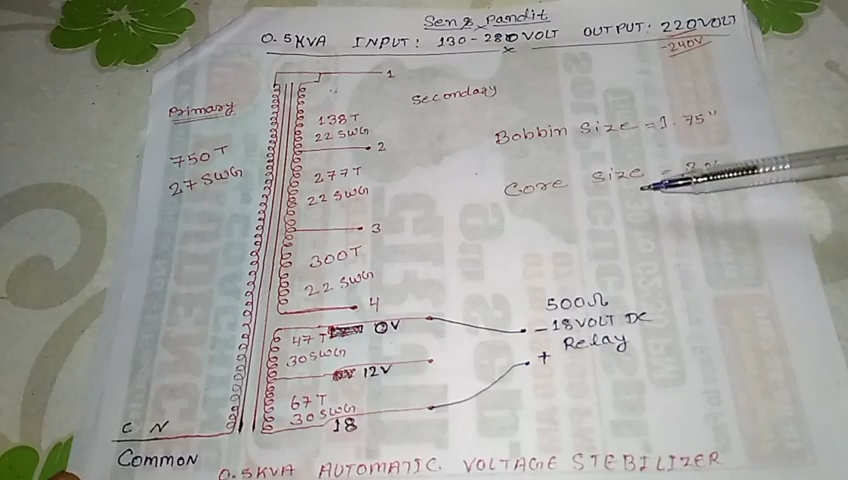 Sen & Pandit
0.5 KVA INPUT: 130-280 VOLT OUTPUT: 220VOLT
-240V
Primary
750T
27 SWG
Secondary
1
138T
22 SWG
2
277T
22 SWG
3
300T
22 SWG
4
Bobbin Size = 1.75"
Core Size =
0V
47T
30 SWG
12V
67T
30 SWG
18
500Ω
- 18 VOLT DC
Relay
+
C N
Common
0.5KVA AUTOMATIC VOLTAGE STEBILIZER